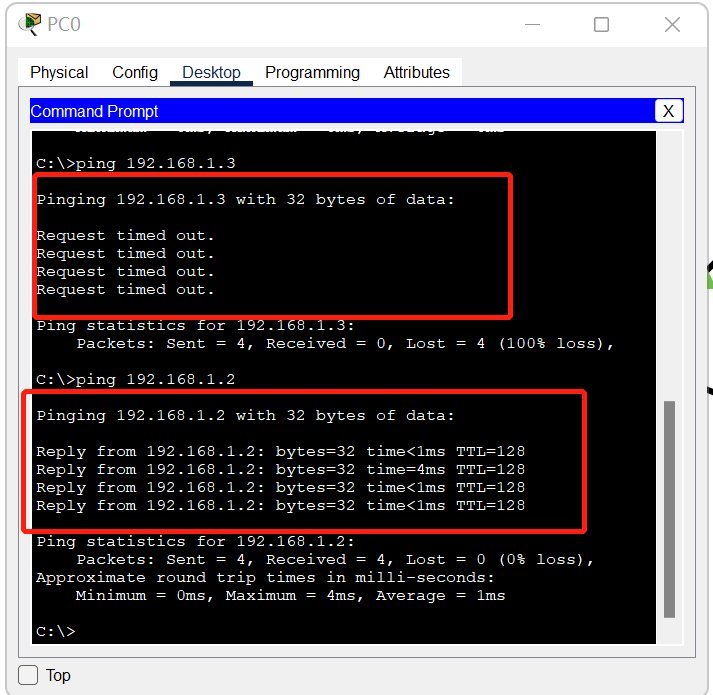 PC0
Physical Config Desktop Programming Attributes
Command Prompt X
C:\>ping 192.168.1.3
Pinging 192.168.1.3 with 32 bytes of data:
Request timed out.
Request timed out.
Request timed out.
Request timed out.
Ping statistics for 192.168.1.3:
Packets: Sent = 4, Received = 0, Lost = 4 (100% loss),
C:\>ping 192.168.1.2
Pinging 192.168.1.2 with 32 bytes of data:
Reply from 192.168.1.2: bytes=32 time<1ms TTL=128
Reply from 192.168.1.2: bytes=32 time=4ms TTL=128
Reply from 192.168.1.2: bytes=32 time<1ms TTL=128
Reply from 192.168.1.2: bytes=32 time<1ms TTL=128
Ping statistics for 192.168.1.2:
Packets: Sent = 4, Received = 4, Lost = 0 (0% loss),
Approximate round trip times in milli-seconds:
Minimum = 0ms, Maximum = 4ms, Average = 1ms
C:\>
Top